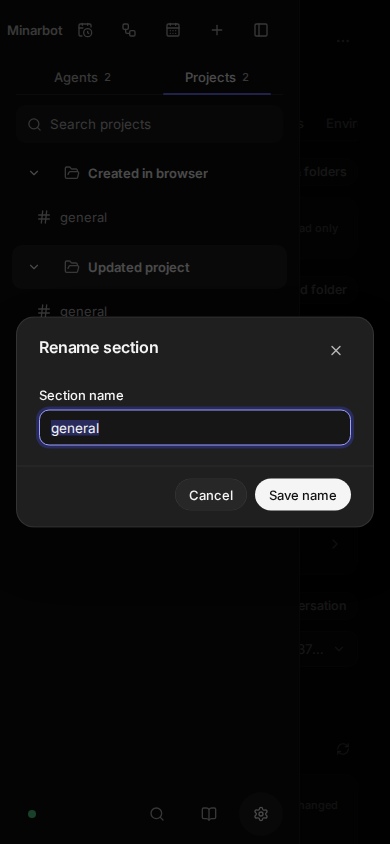 Minarbot
Agents 2
Projects 2
Search projects
Created in browser
general
Updated project
general
Envir
folders
ad only
d folder
Rename section
Section name
general
Cancel
Save name
ersation
37...
hanged